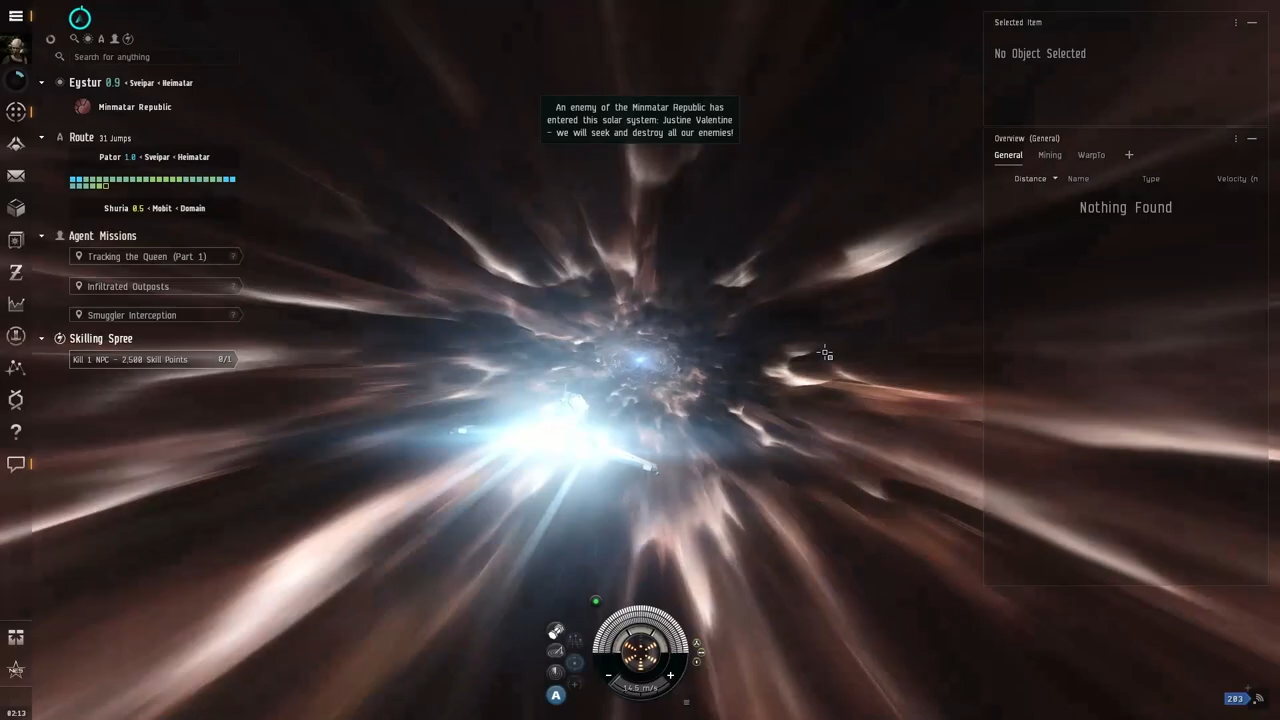 Search for anything
Eystur 0.9 ◂ Sveipar ◂ Heimatar
Minmatar Republic
Route 31 Jumps
Pator 1.0 ◂ Sveipar ◂ Heimatar
Shuria 0.5 ◂ Mobit ◂ Domain
Agent Missions
Tracking the Queen (Part 1) ?
Infiltrated Outposts
Smuggler Interception ?
Skilling Spree
Kill 1 NPC - 2,500 Skill Points 0/1
An enemy of the Minmatar Republic has
entered this solar system: Justine Valentine
- we will seek and destroy all our enemies!
Selected Item
No Object Selected
Overview (General)
General Mining WarpTo +
Distance Name Type Velocity (m
Nothing Found
A
- +
14.5 m/s
NES
02:13
203